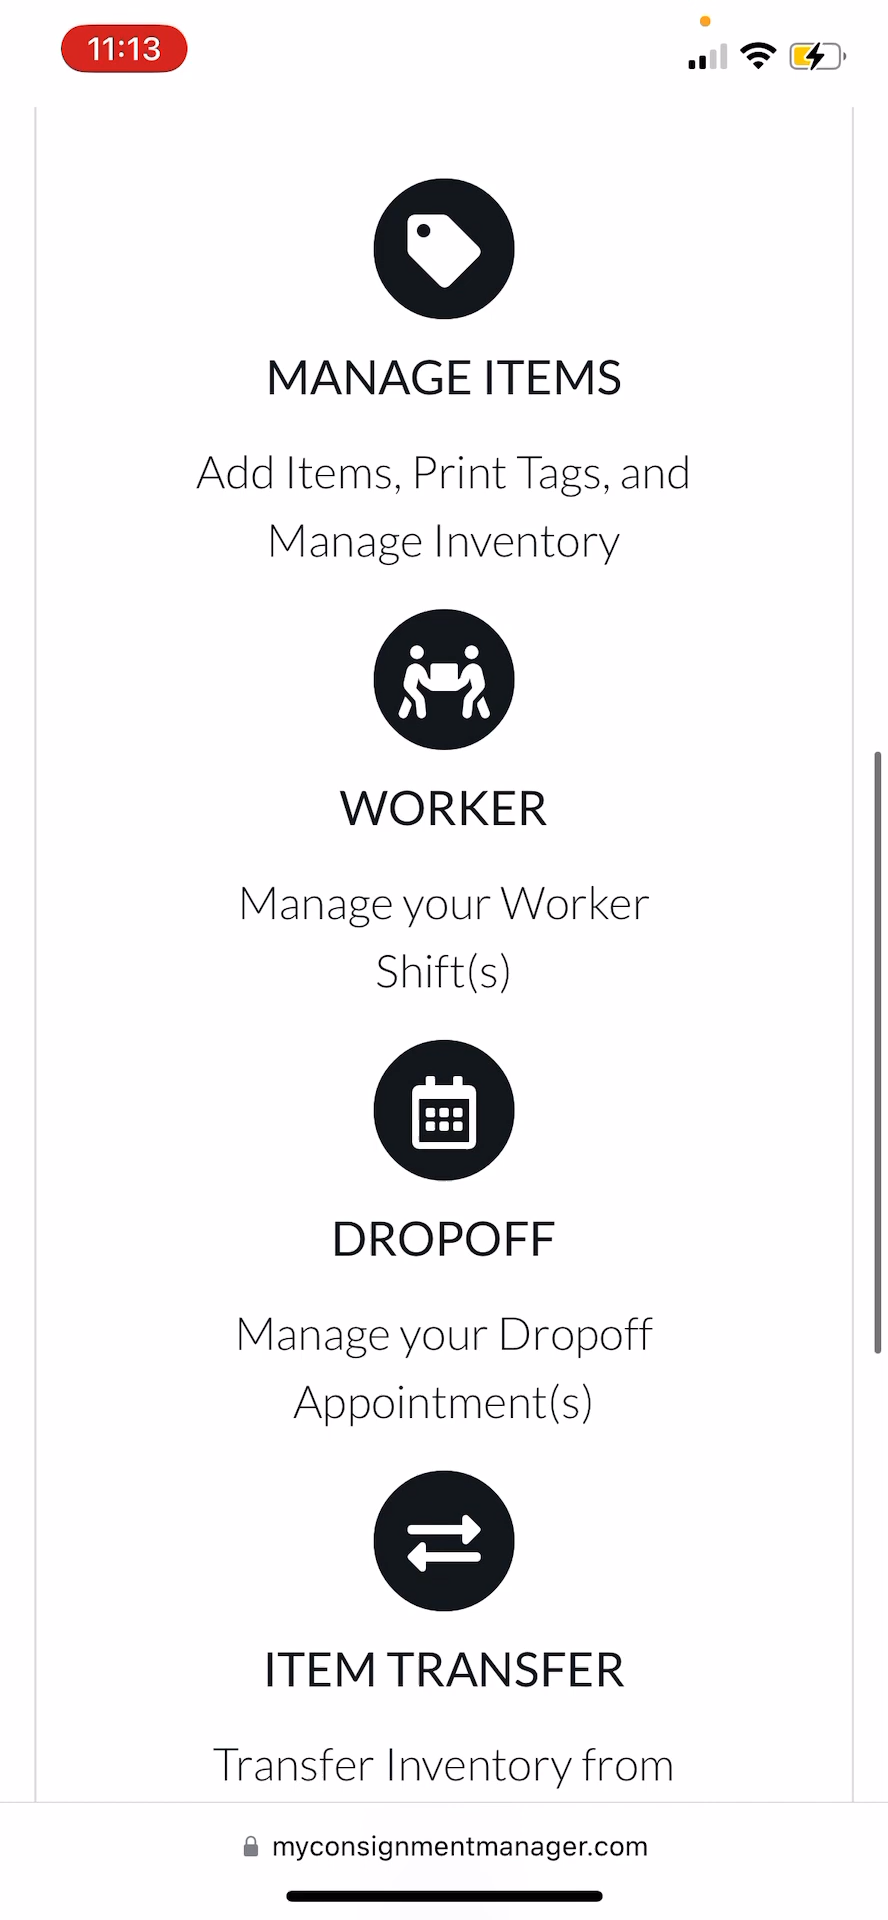 11:13
MANAGE ITEMS
Add Items, Print Tags, and
Manage Inventory
WORKER
Manage your Worker
Shift(s)
DROPOFF
Manage your Dropoff
Appointment(s)
ITEM TRANSFER
Transfer Inventory from
myconsignmentmanager.com